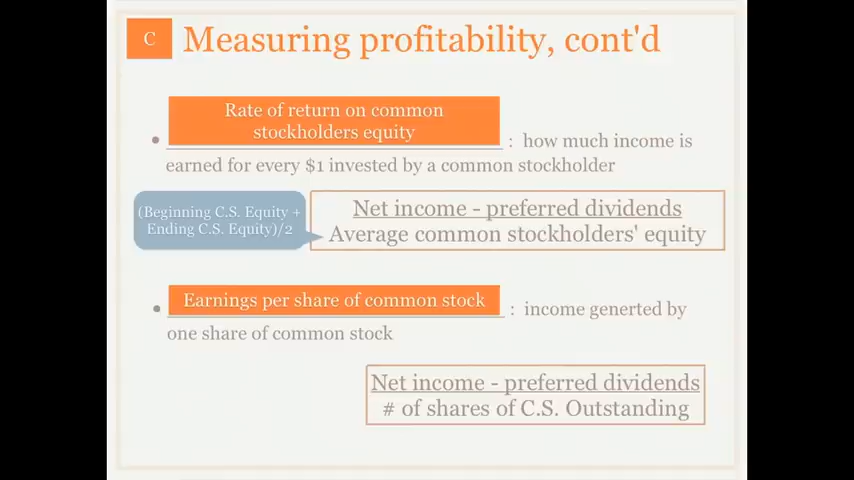 C
Measuring profitability, cont'd
Rate of return on common
stockholders equity
: how much income is
earned for every $1 invested by a common stockholder
(Beginning C.S. Equity +
Ending C.S. Equity)/2
Net income - preferred dividends
Average common stockholders' equity
Earnings per share of common stock
: income generted by
one share of common stock
Net income - preferred dividends
# of shares of C.S. Outstanding